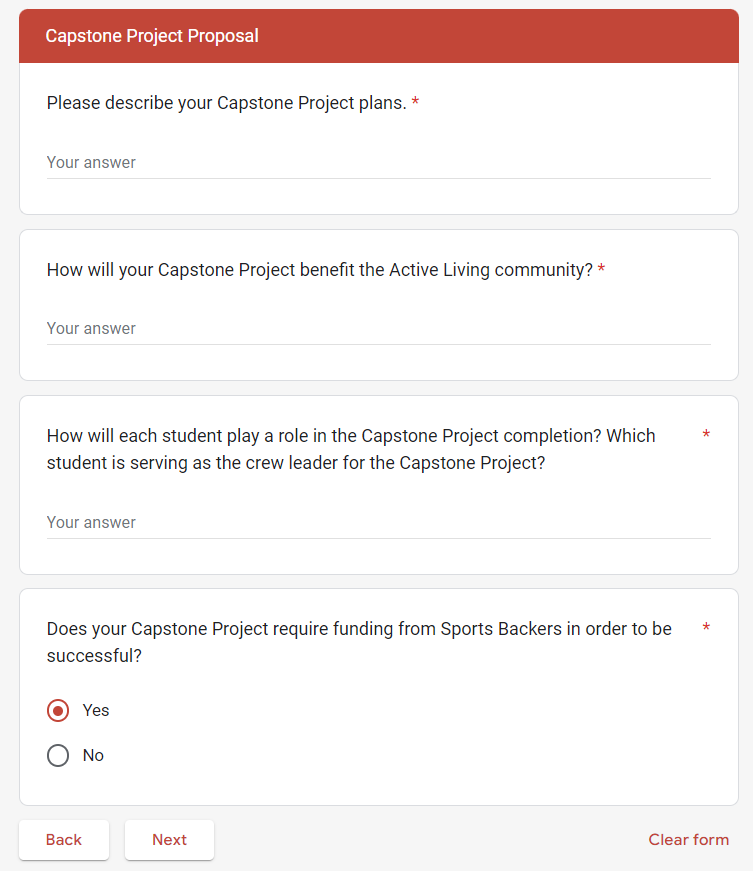 Capstone Project Proposal
Please describe your Capstone Project plans. *
Your answer
How will your Capstone Project benefit the Active Living community? *
Your answer
How will each student play a role in the Capstone Project completion? Which *
student is serving as the crew leader for the Capstone Project?
Your answer
Does your Capstone Project require funding from Sports Backers in order to be *
successful?
Yes
No
Back Next Clear form